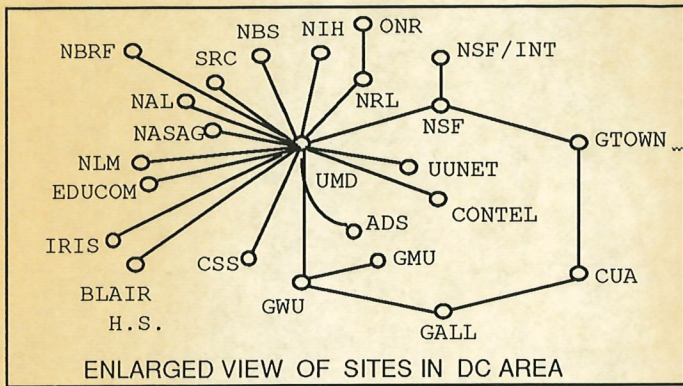 NBS
NIH
ONR
NBRF
SRC
NSF/INT
NAL
NRL
NSF
NASAG
GTOWN
NLM
UMD
UUNET
EDUCOM
CONTEL
ADS
IRIS
CSS
GMU
BLAIR
H.S.
GWU
CUA
GALL
ENLARGED VIEW OF SITES IN DC AREA